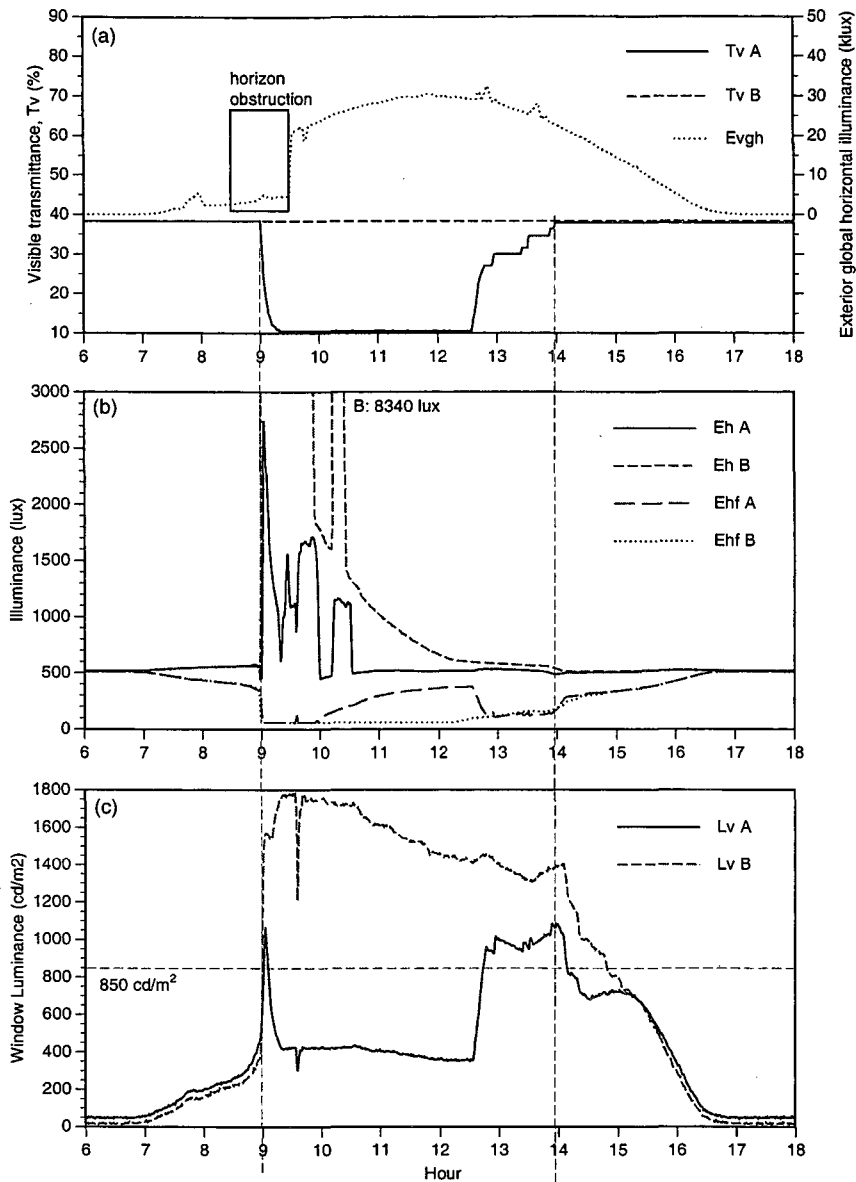 (a)
horizon
obstruction
Tv A
Tv B
Evgh
Visible transmittance, Tv (%)
90
80
70
60
50
40
30
20
10
Exterior global horizontal illuminance (klux)
50
40
30
20
10
0
6 7 8 9 10 11 12 13 14 15 16 17 18
(b)
B: 8340 lux
Eh A
Eh B
Ehf A
Ehf B
Illuminance (lux)
3000
2500
2000
1500
1000
500
0
6 7 8 9 10 11 12 13 14 15 16 17 18
(c)
Lv A
Lv B
850 cd/m²
Window Luminance (cd/m2)
1800
1600
1400
1200
1000
800
600
400
200
0
6 7 8 9 10 11 12 13 14 15 16 17 18
Hour